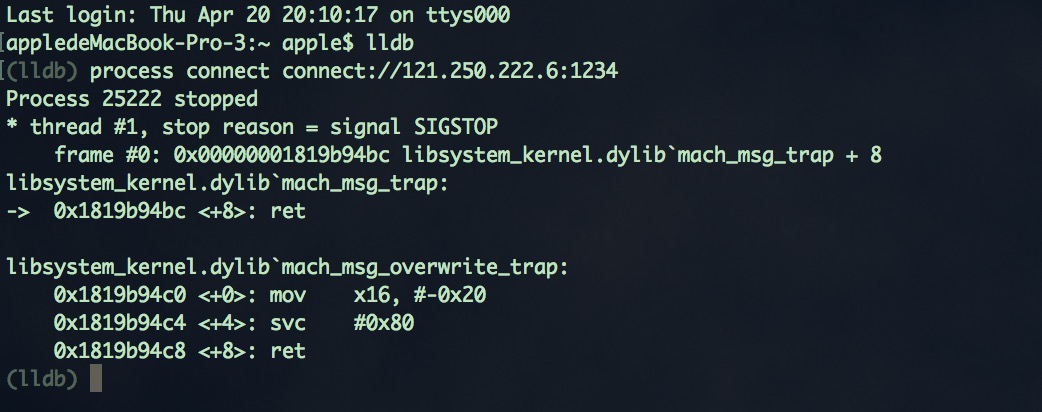 Last login: Thu Apr 20 20:10:17 on ttys000
[appledeMacBook-Pro-3:~ apple$ lldb
[(lldb) process connect connect://121.250.222.6:1234
Process 25222 stopped
* thread #1, stop reason = signal SIGSTOP
    frame #0: 0x00000001819b94bc libsystem_kernel.dylib`mach_msg_trap + 8
libsystem_kernel.dylib`mach_msg_trap:
->  0x1819b94bc <+8>: ret
libsystem_kernel.dylib`mach_msg_overwrite_trap:
    0x1819b94c0 <+0>: mov    x16, #-0x20
    0x1819b94c4 <+4>: svc    #0x80
    0x1819b94c8 <+8>: ret
(lldb)